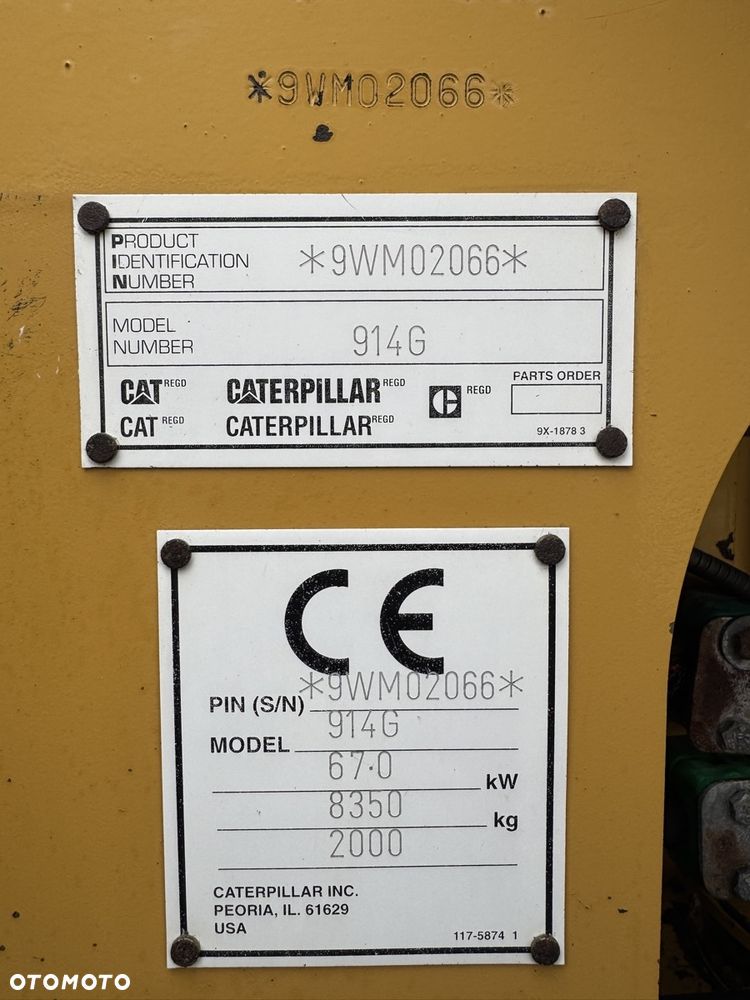 *9WM02066*
PRODUCT
IDENTIFICATION
NUMBER
*9WM02066*
MODEL
NUMBER
914G
CAT REGD CATERPILLAR REGD C REGD
PARTS ORDER
CAT REGD CATERPILLAR REGD
9X-1878 3
CE
PIN (S/N) *9WM02066*
MODEL 914G
67.0 kW
8350 kg
2000
CATERPILLAR INC.
PEORIA, IL. 61629
USA
117-5874 1
OTOMOTO